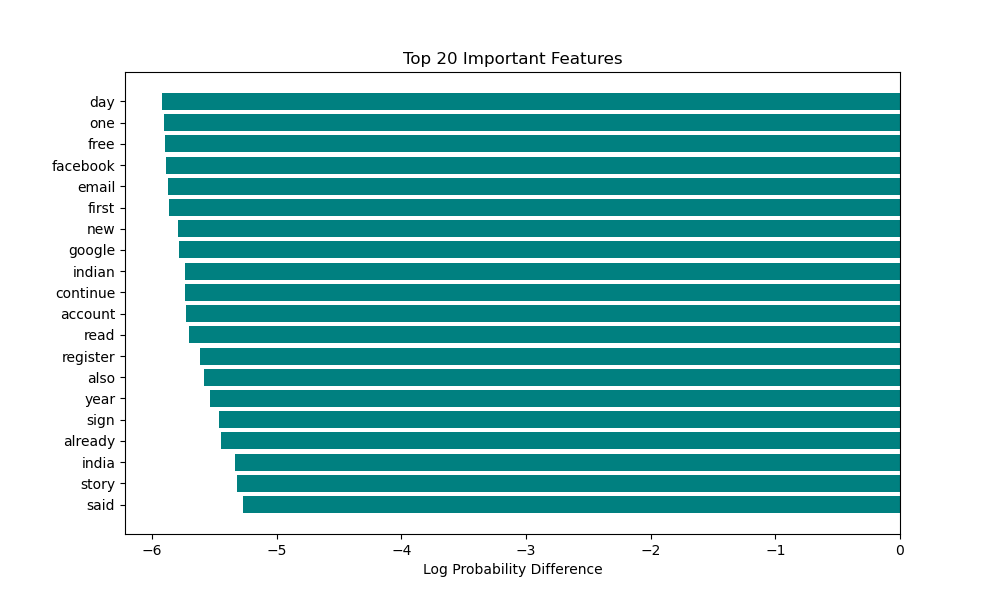 Top 20 Important Features
day
one
free
facebook
email
first
new
google
indian
continue
account
read
register
also
year
sign
already
india
story
said
−6 −5 −4 −3 −2 −1 0
Log Probability Difference